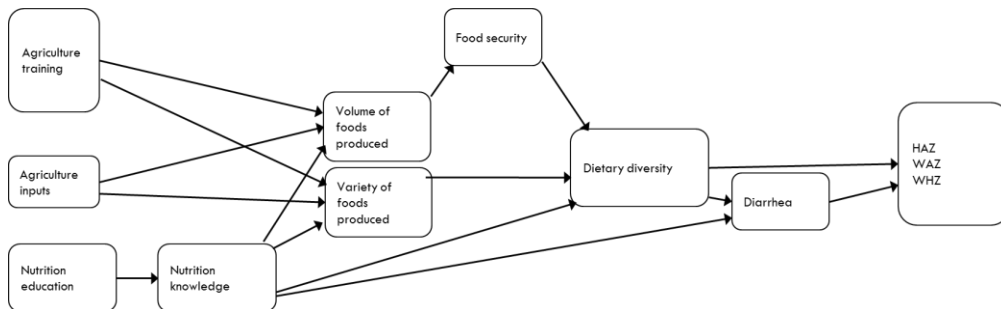 Agriculture
training
Food security
Volume of
foods
produced
Agriculture
inputs
Variety of
foods
produced
Dietary diversity
HAZ
WAZ
WHZ
Diarrhea
Nutrition
education
Nutrition
knowledge